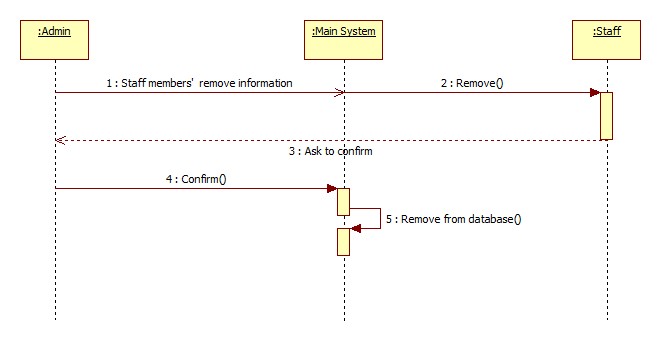 :Admin
:Main System
:Staff
1 : Staff members'  remove information
2 : Remove()
3 : Ask to confirm
4 : Confirm()
5 : Remove from database()